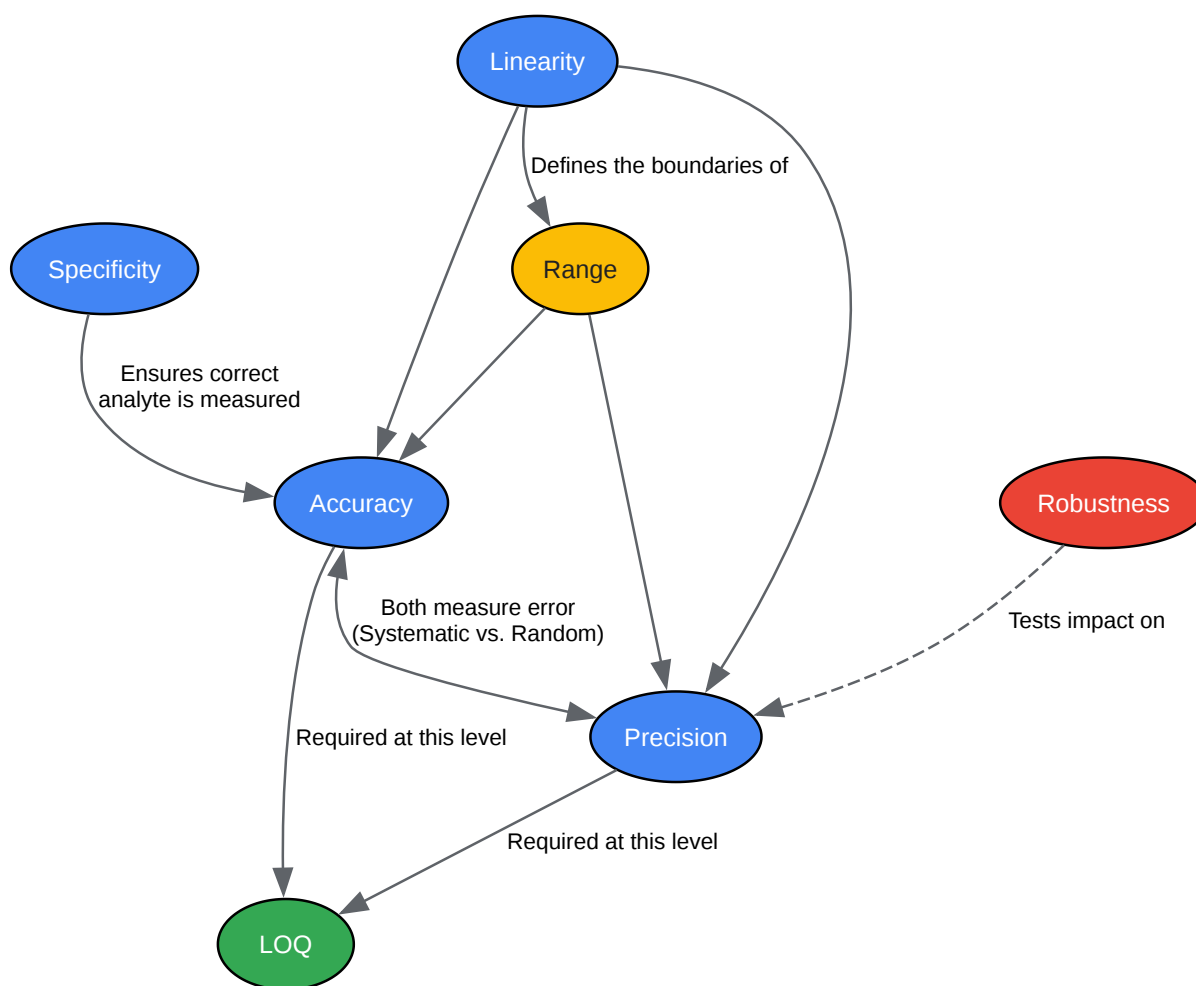 Linearity
Defines the boundaries of
Specificity
Range
Ensures correct
analyte is measured
Accuracy
Robustness
Both measure error
(Systematic vs. Random)
Tests impact on
Required at this level
Precision
Required at this level
LOQ